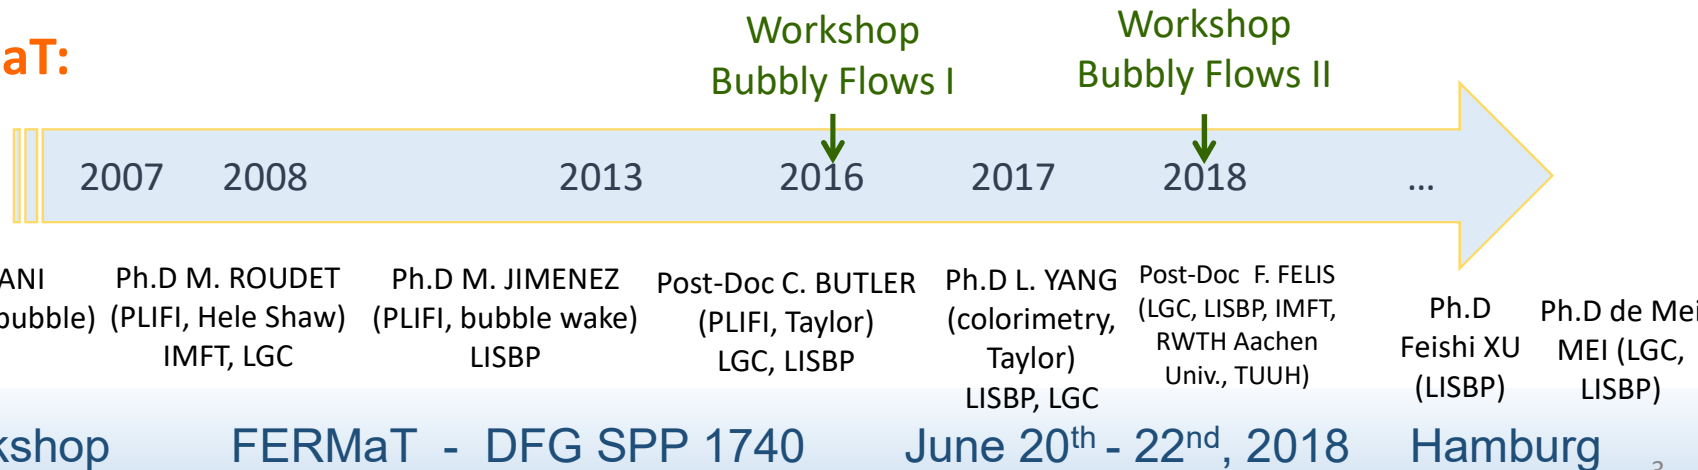 aT:
Workshop
Bubbly Flows I
Workshop
Bubbly Flows II
2007 2008 2013 2016 2017 2018 ...
ANI
bubble)
Ph.D M. ROUDET
(PLIFI, Hele Shaw)
IMFT, LGC
Ph.D M. JIMENEZ
(PLIFI, bubble wake)
LISBP
Post-Doc C. BUTLER
(PLIFI, Taylor)
LGC, LISBP
Ph.D L. YANG
(colorimetry,
Taylor)
LISBP, LGC
Post-Doc F. FELIS
(LGC, LISBP, IMFT,
RWTH Aachen
Univ., TUUH)
Ph.D
Feishi XU
(LISBP)
Ph.D de Mei
MEI (LGC,
LISBP)
kshop FERMaT - DFG SPP 1740 June 20th - 22nd, 2018 Hamburg